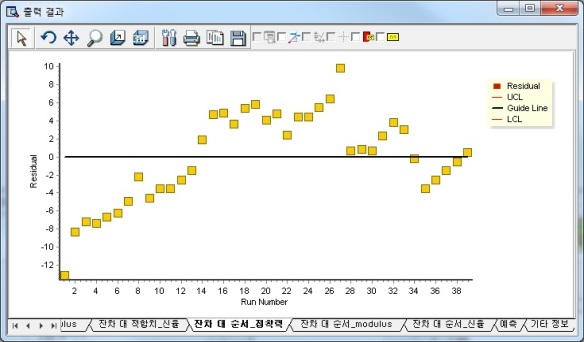 출력 결과
10
8
6
4
2
0
-2
-4
-6
-8
-10
-12
Residual
2 4 6 8 10 12 14 16 18 20 22 24 26 28 30 32 34 36 38
Run Number
Residual
UCL
Guide Line
LCL
잔차 대 적합치_신율 잔차 대 순서_점착력 잔차 대 순서_modulus 잔차 대 순서_신율 예측 기타 정보